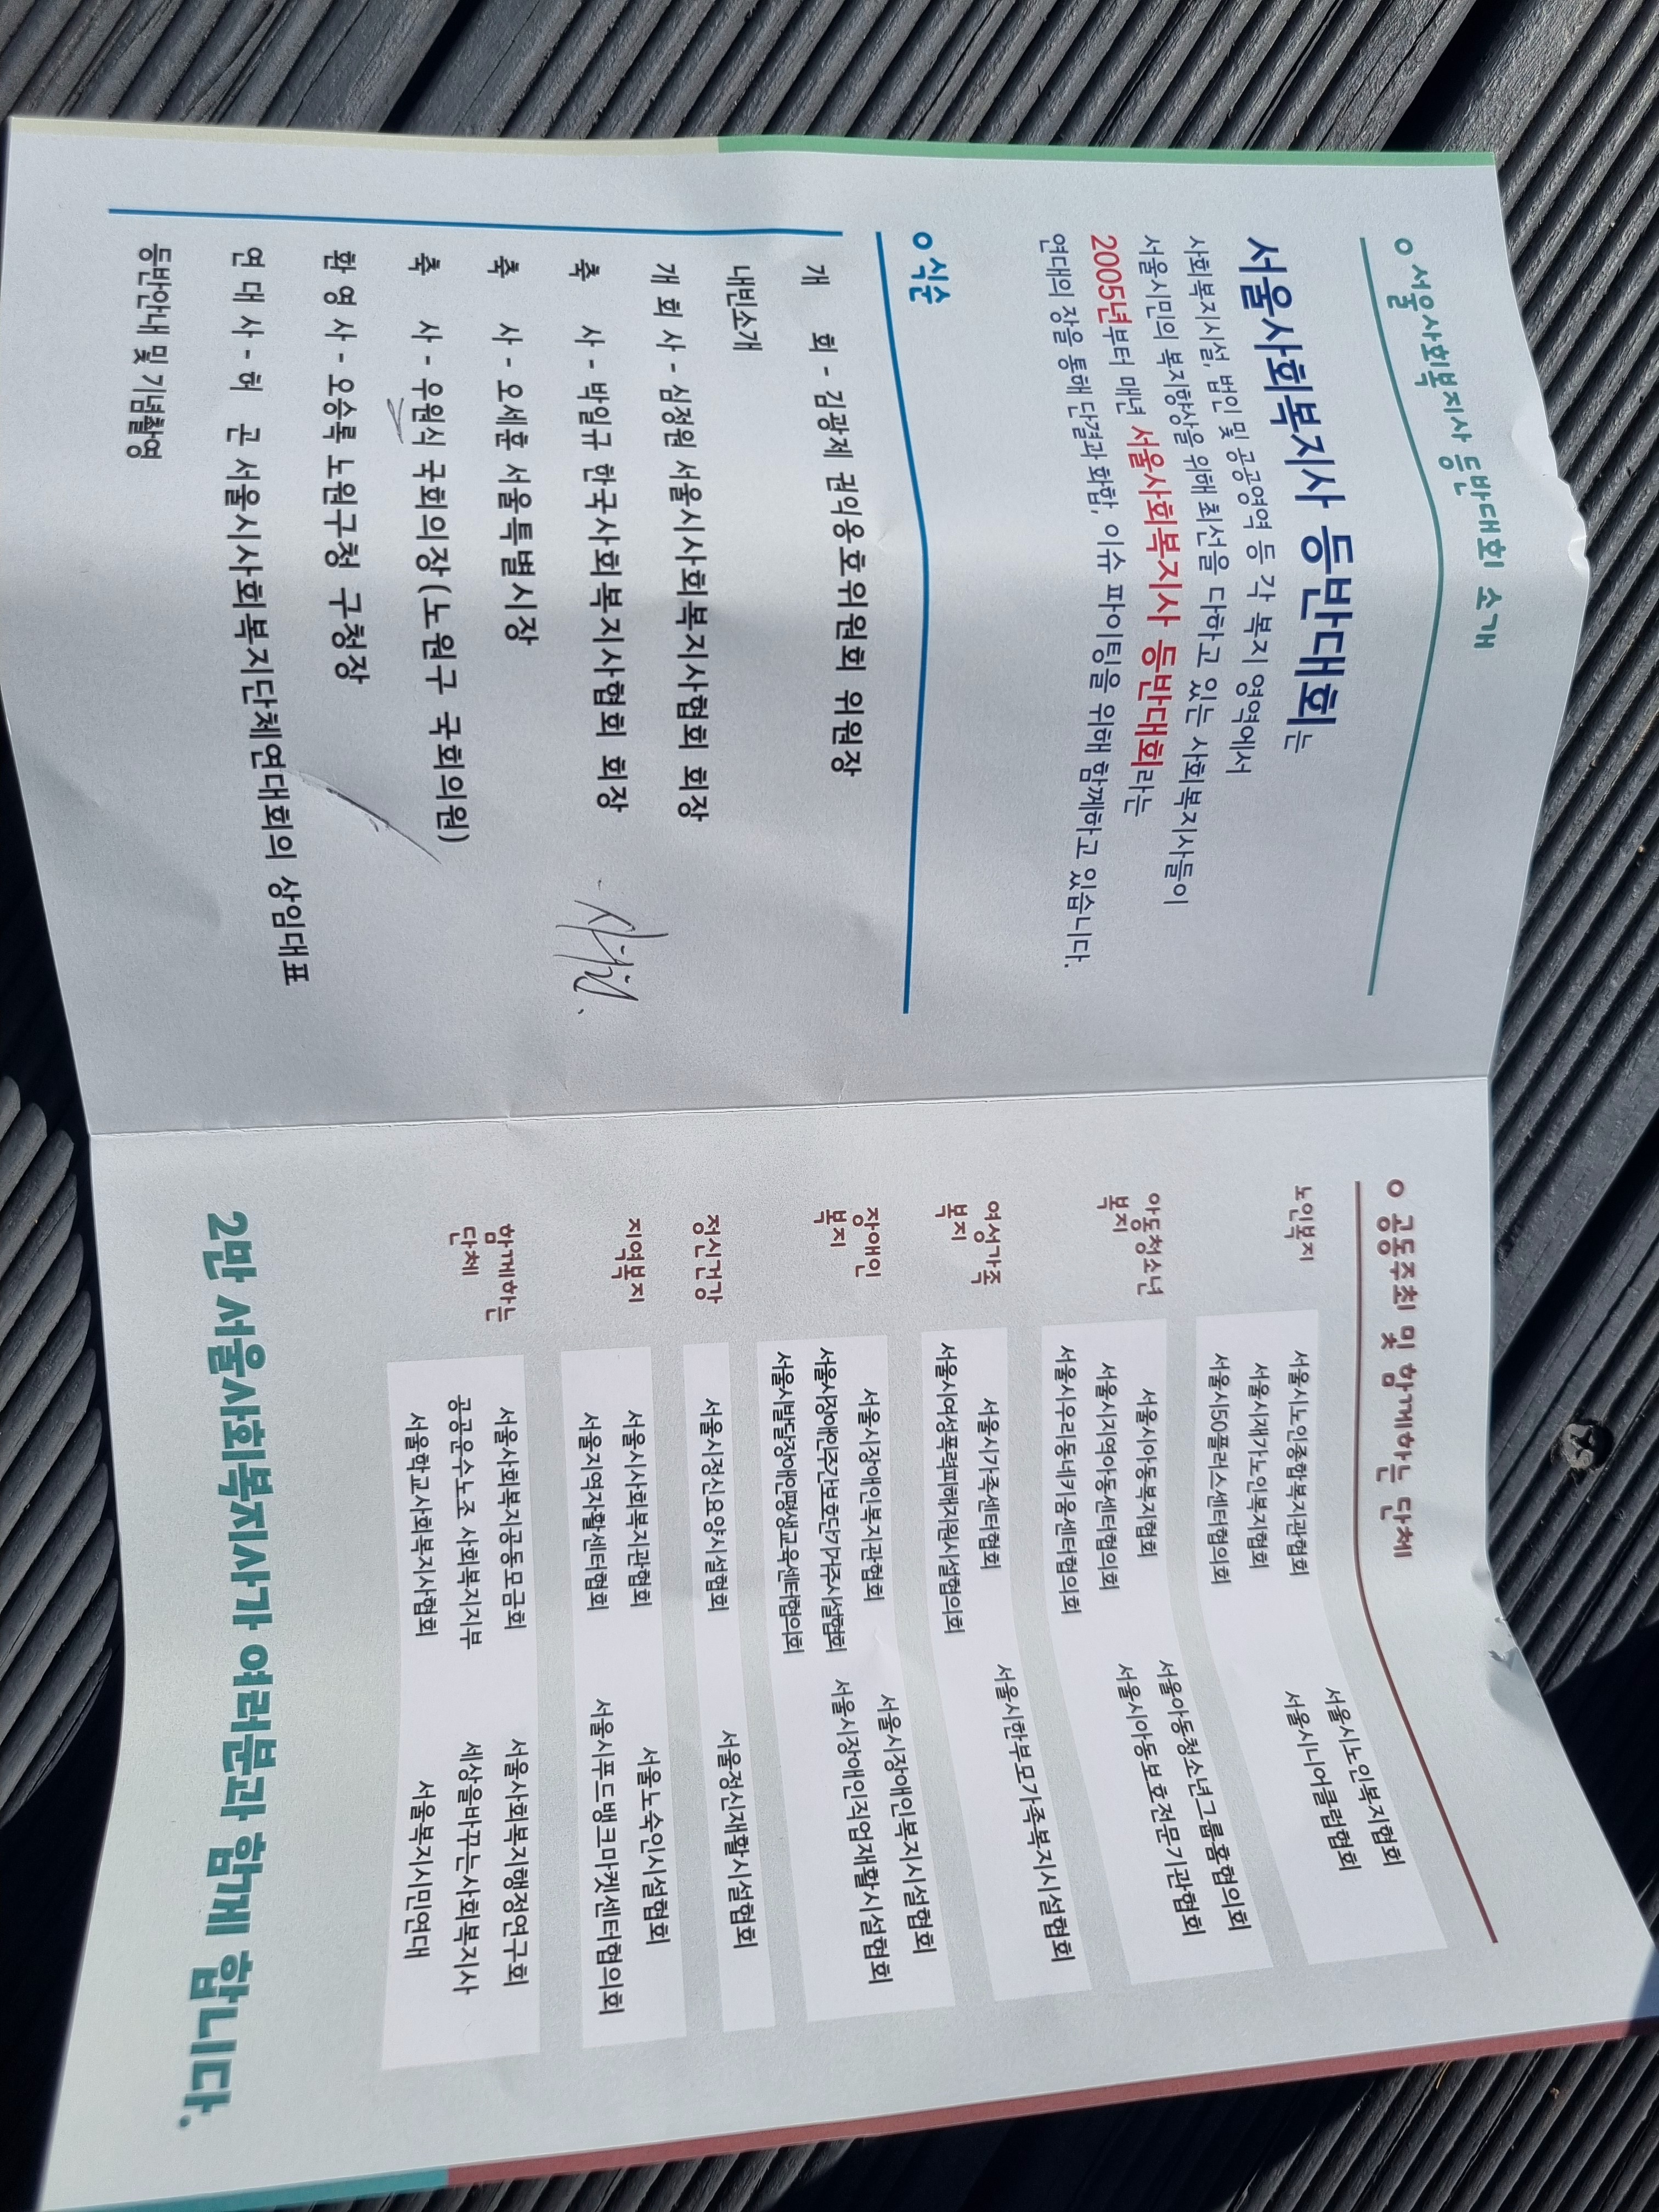 서울사회복지사 등반대회 소개
서울사회복지사 등반대회는
사회복지시설, 법인 및 공공영역 등 각 복지 영역에서
서울시민의 복지향상을 위해 최선을 다하고 있는 사회복지사들이
2005년부터 매년 서울사회복지사 등반대회라는
연대의 장을 통해 단결과 화합, 이슈 파이팅을 위해 함께하고 있습니다.
식순
개 회 - 김광제 권익옹호위원회 위원장
내빈소개
개 회 사 - 심정원 서울시사회복지사협회 회장
축 사 - 박일규 한국사회복지사협회 회장
축 사 - 오세훈 서울특별시장
축 사 - 우원식 국회의장(노원구 국회의원)
환 영 사 - 오승록 노원구청 구청장
연 대 사 - 허 곤 서울시사회복지단체연대회의 상임대표
등반안내 및 기념촬영
공동주최 및 함께하는 단체
노인복지
서울시노인종합복지관협회 서울시노인복지협회
서울시재가노인복지협회 서울시니어클럽협회
서울시50플러스센터협의회
아동청소년
복지
서울시아동복지협회 서울아동청소년그룹홈협의회
서울시지역아동센터협의회 서울시아동보호전문기관협회
서울시우리동네키움센터협의회
여성가족
복지
서울시가족센터협회 서울시한부모가족복지시설협회
서울시여성폭력피해지원시설협의회
장애인
복지
서울시장애인복지관협회 서울시장애인복지시설협회
서울시장애인주간보호단기거주시설협회 서울시장애인직업재활시설협회
서울시발달장애인평생교육센터협의회
정신건강
서울시정신요양시설협회 서울정신재활시설협회
지역복지
서울시사회복지관협회 서울노숙인시설협회
서울지역자활센터협회 서울시푸드뱅크마켓센터협의회
함께하는
단체
서울사회복지공동모금회 서울사회복지행정연구회
공공운수노조 사회복지지부 세상을바꾸는사회복지사
서울학교사회복지사협회 서울복지시민연대
2만 서울사회복지사가 여러분과 함께 합니다.